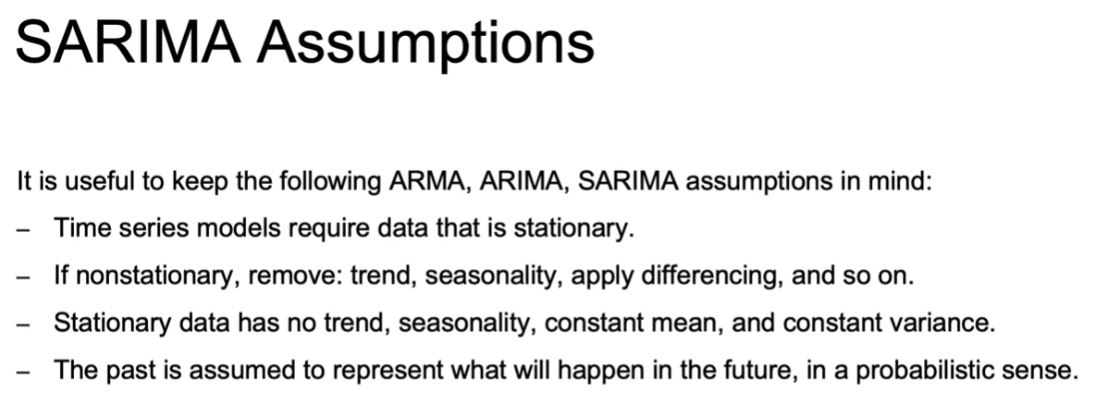 SARIMA Assumptions
It is useful to keep the following ARMA, ARIMA, SARIMA assumptions in mind:
– Time series models require data that is stationary.
– If nonstationary, remove: trend, seasonality, apply differencing, and so on.
– Stationary data has no trend, seasonality, constant mean, and constant variance.
– The past is assumed to represent what will happen in the future, in a probabilistic sense.